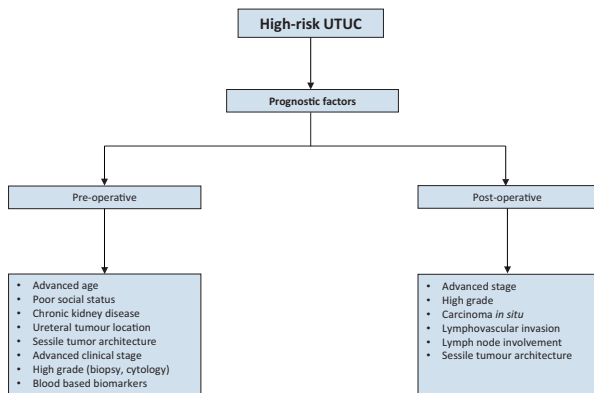 High-risk UTUC
Prognostic factors
Pre-operative
Post-operative
• Advanced age
• Poor social status
• Chronic kidney disease
• Ureteral tumour location
• Sessile tumor architecture
• Advanced clinical stage
• High grade (biopsy, cytology)
• Blood based biomarkers
• Advanced stage
• High grade
• Carcinoma in situ
• Lymphovascular invasion
• Lymph node involvement
• Sessile tumour architecture